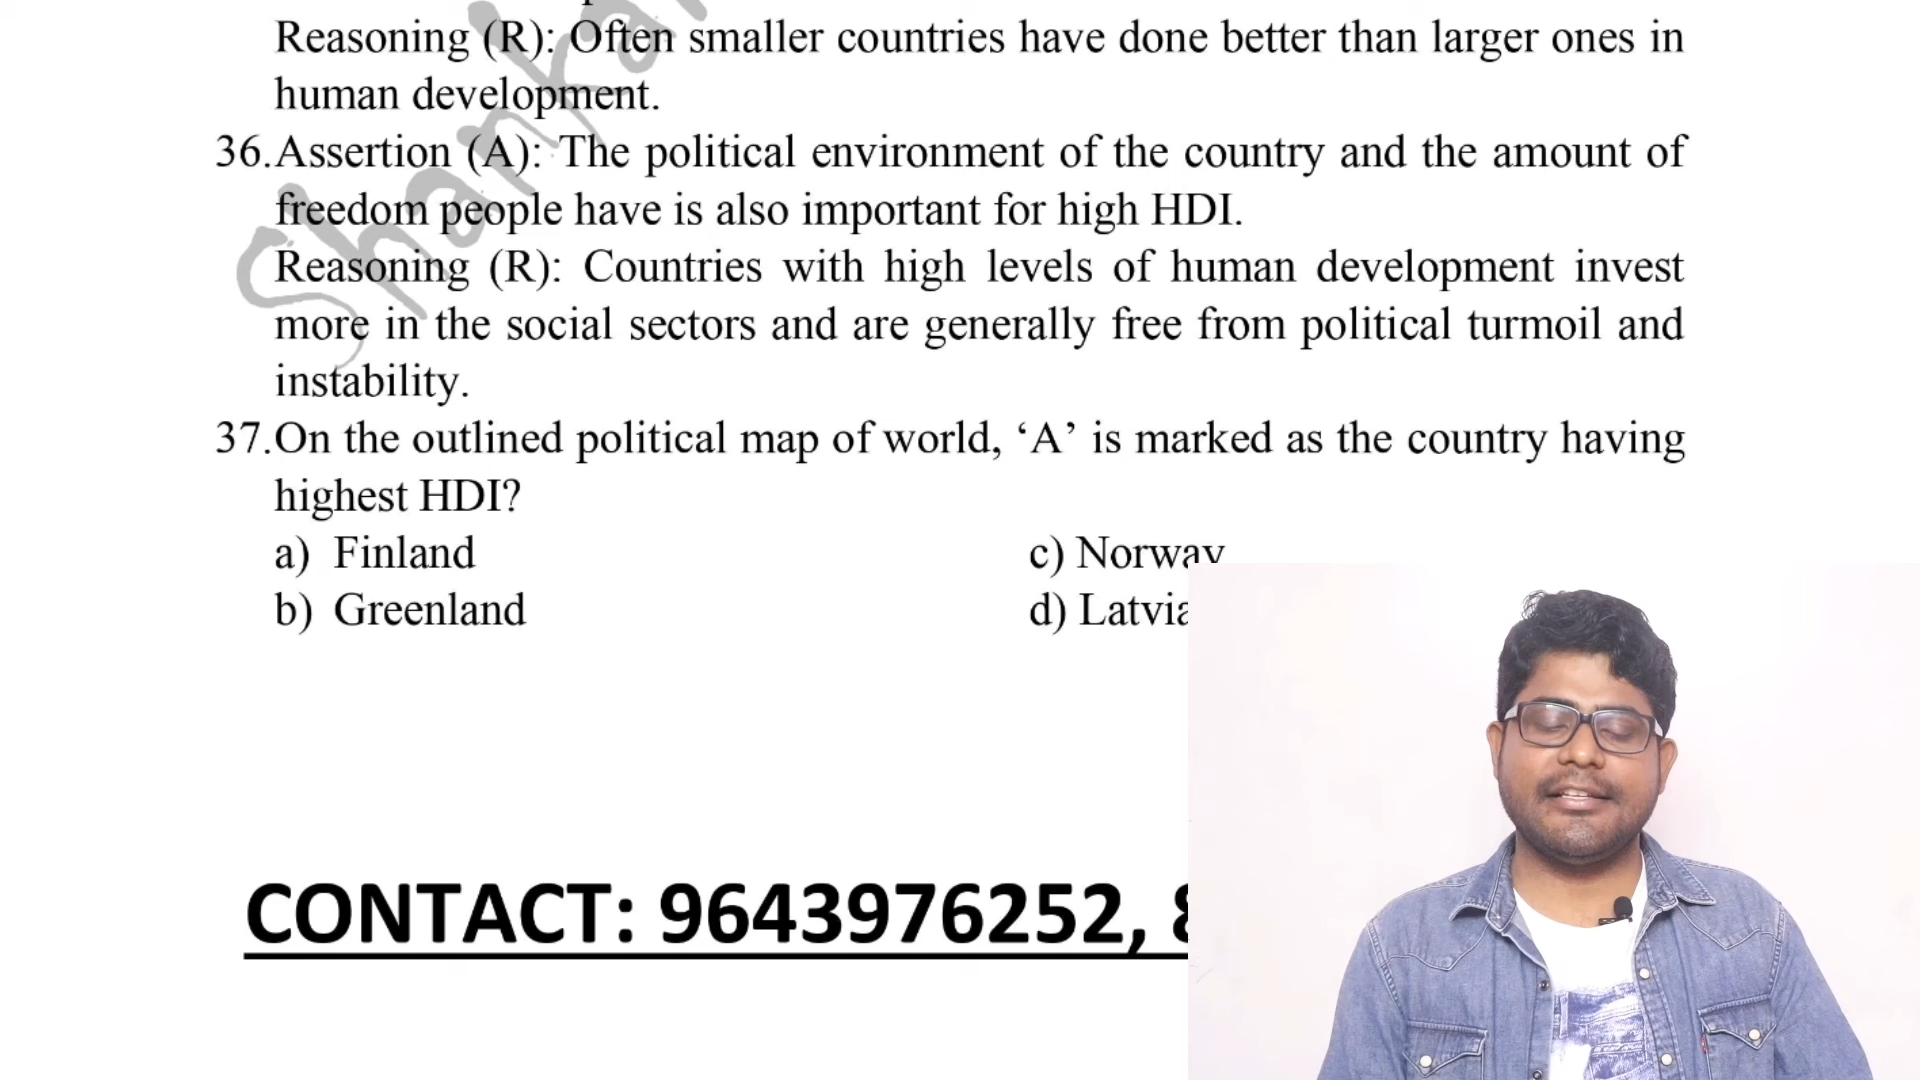 Reasoning (R): Often smaller countries have done better than larger ones in
human development.
36. Assertion (A): The political environment of the country and the amount of
freedom people have is also important for high HDI.
Reasoning (R): Countries with high levels of human development invest
more in the social sectors and are generally free from political turmoil and
instability.
37. On the outlined political map of world, ‘A’ is marked as the country having
highest HDI?
a) Finland
b) Greenland
c) Norway
d) Latvia
CONTACT: 9643976252,